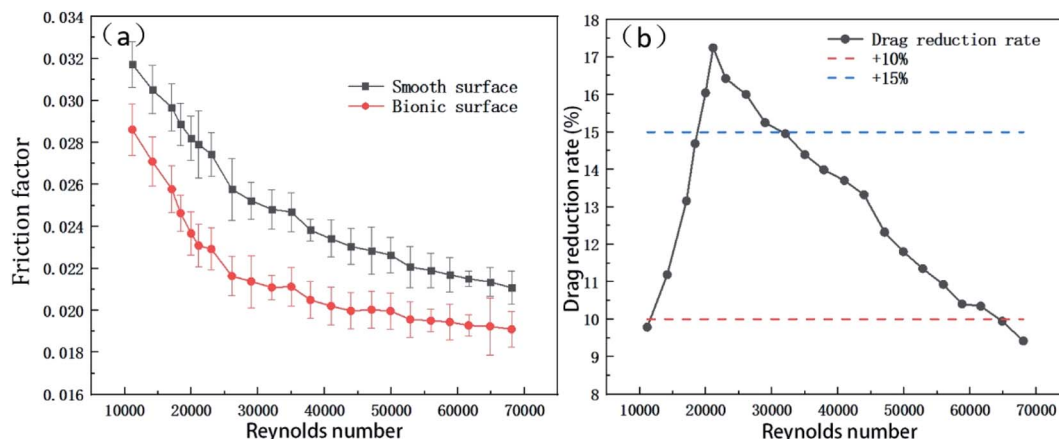 (a)
Smooth surface
Bionic surface
Friction factor
0.034
0.032
0.030
0.028
0.026
0.024
0.022
0.020
0.018
0.016
10000 20000 30000 40000 50000 60000 70000
Reynolds number
(b)
Drag reduction rate
+10%
+15%
Drag reduction rate (%)
18
17
16
15
14
13
12
11
10
9
8
10000 20000 30000 40000 50000 60000 70000
Reynolds number